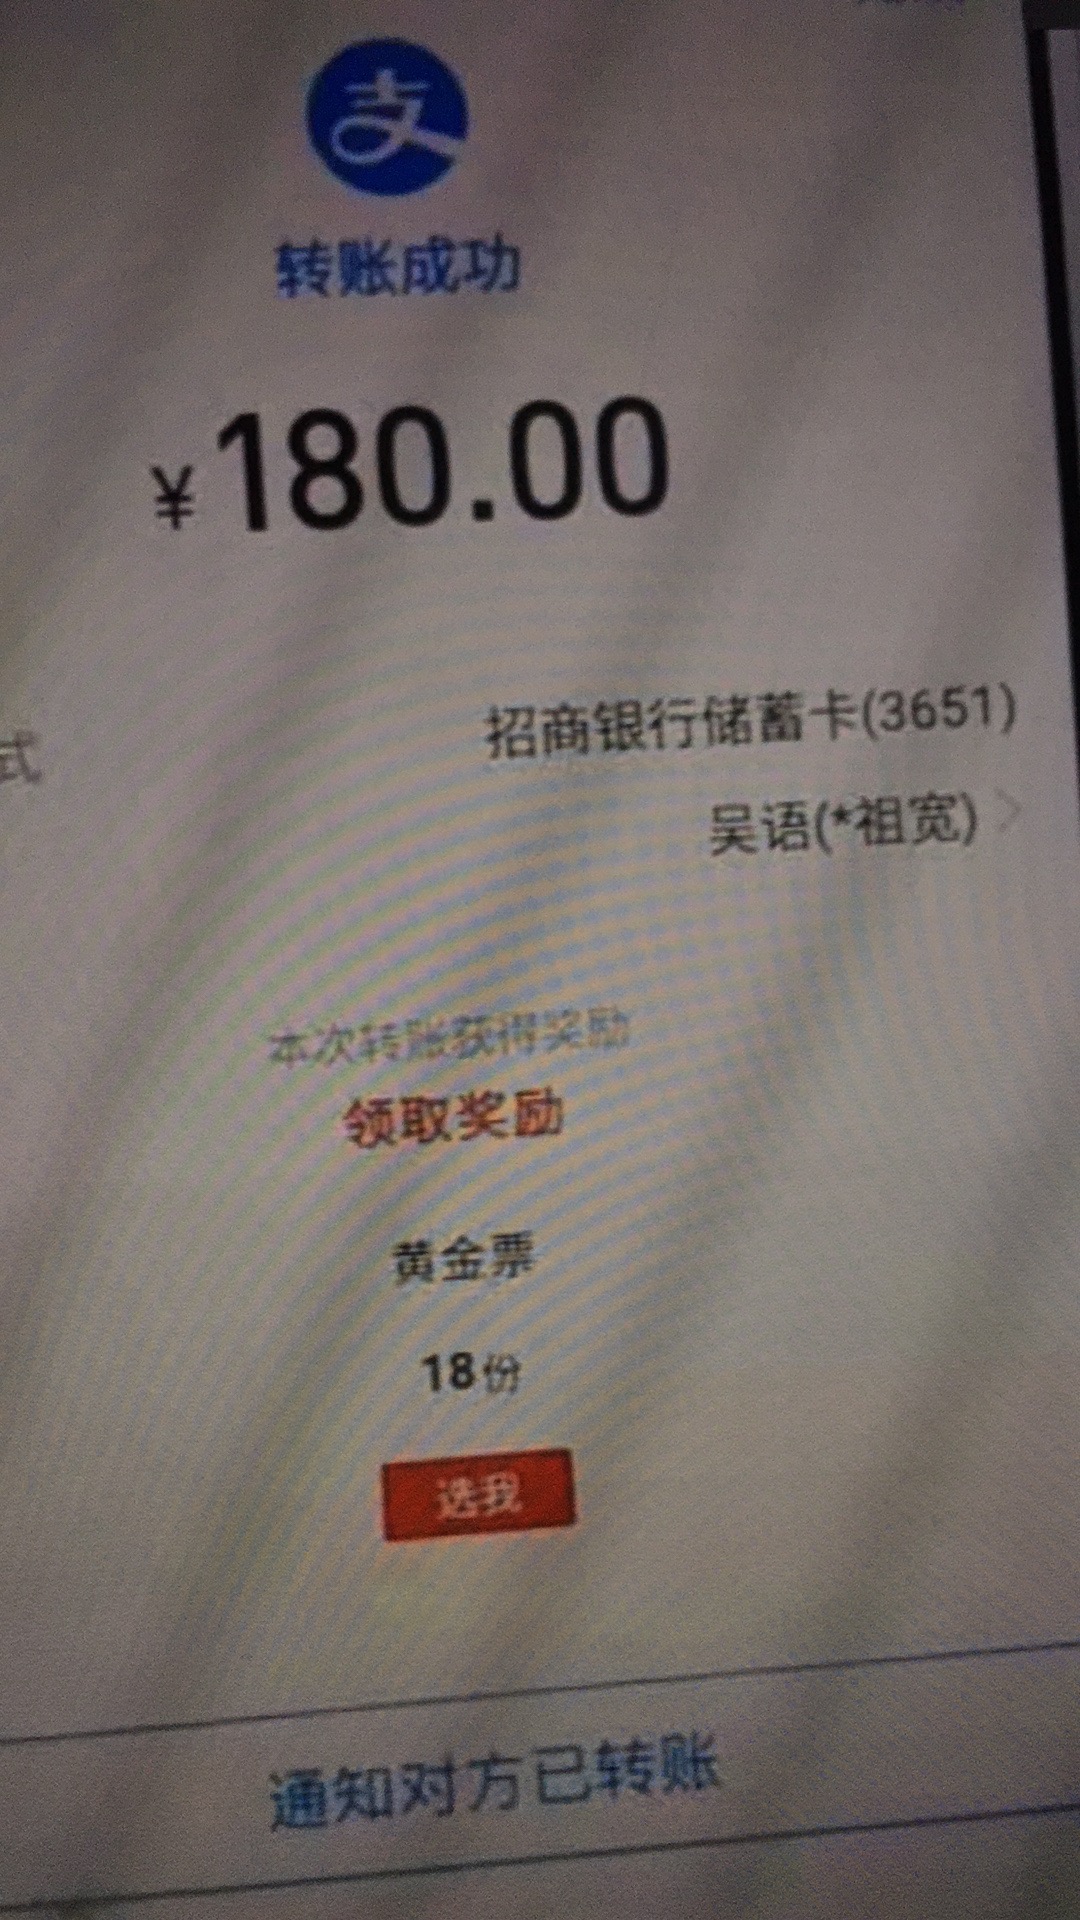 支
转账成功
¥180.00
式 招商银行储蓄卡(3651)
吴语(*祖宽)
本次转账获得奖励
领取奖励
黄金票
18份
选我
通知对方已转账